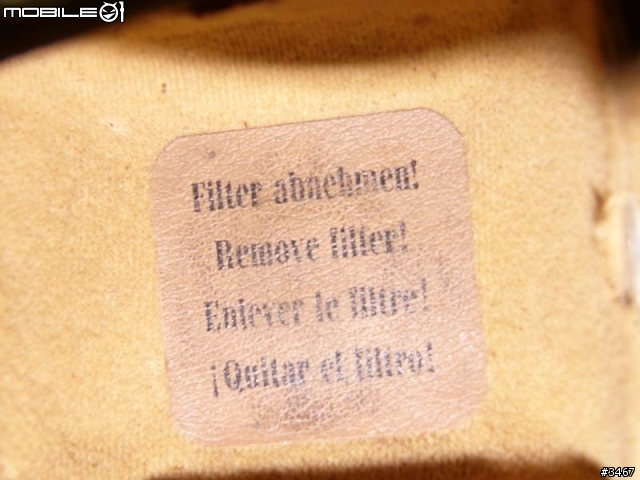 MOBILE01
Filter abnehmen!
Remove filter!
Enlever le filtre!
¡Quitar el filtro!
#3467